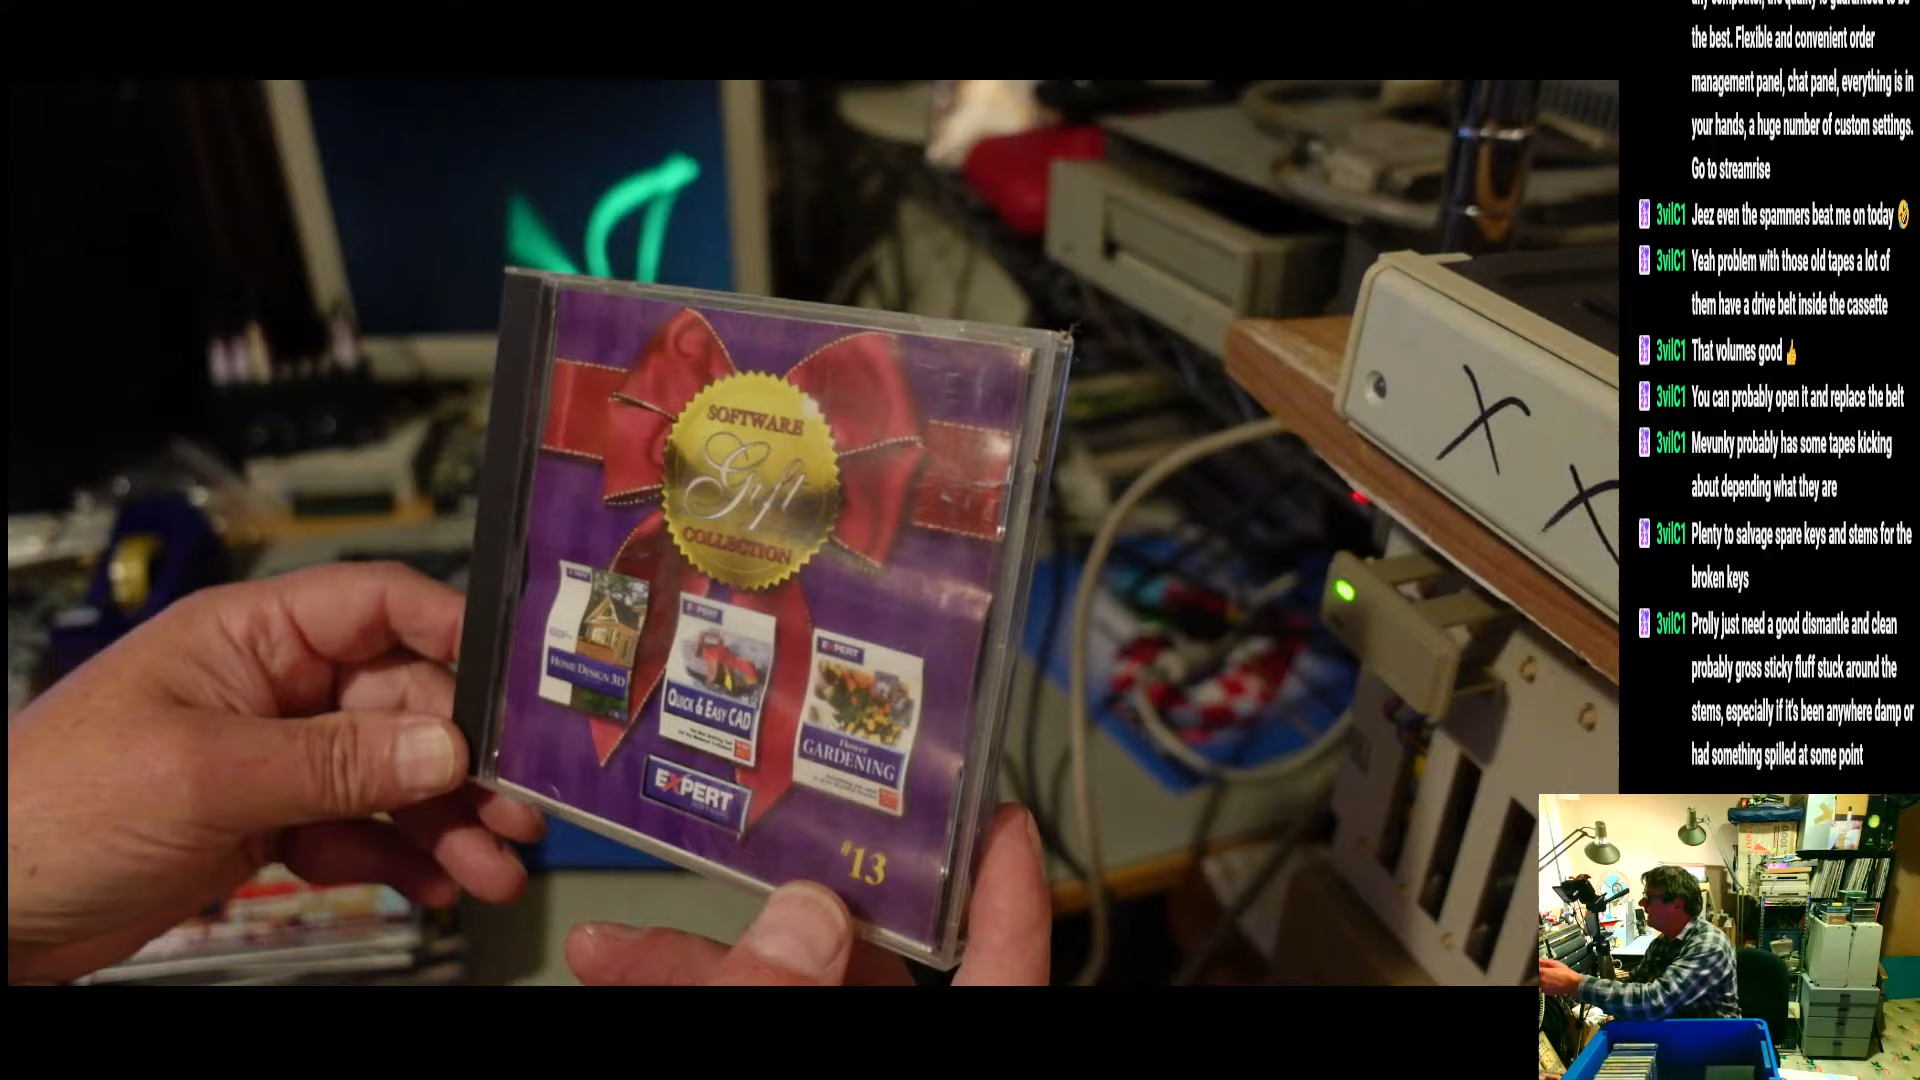 the best. Flexible and convenient order
management panel, chat panel, everything is in
your hands, a huge number of custom settings.
Go to streamrise
3vilC1 Jeez even the spammers beat me on today
3vilC1 Yeah problem with those old tapes a lot of
them have a drive belt inside the cassette
3vilC1 That volumes good
3vilC1 You can probably open it and replace the belt
3vilC1 Mevunky probably has some tapes kicking
about depending what they are
3vilC1 Plenty to salvage spare keys and stems for the
broken keys
3vilC1 Prolly just need a good dismantle and clean
probably gross sticky fluff stuck around the
stems, especially if it's been anywhere damp or
had something spilled at some point
SOFTWARE
Gift
COLLECTION
HOME DESIGN 3D
EXPERT
QUICK & EASY CAD
EXPERT
Flower
GARDENING
EXPERT
#13
X
X